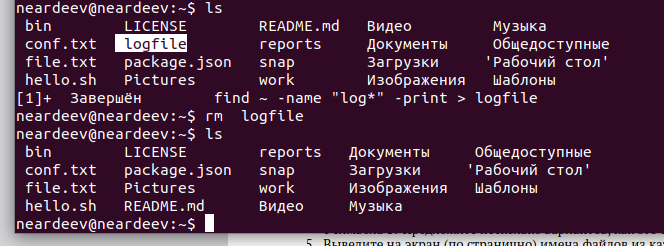 neardeev@neardeev:~$ ls
bin LICENSE README.md Видео Музыка
conf.txt logfile reports Документы Общедоступные
file.txt package.json snap Загрузки 'Рабочий стол'
hello.sh Pictures work Изображения Шаблоны
[1]+ Завершён find ~ -name "log*" -print > logfile
neardeev@neardeev:~$ rm logfile
neardeev@neardeev:~$ ls
bin LICENSE reports Документы Общедоступные
conf.txt package.json snap Загрузки 'Рабочий стол'
file.txt Pictures work Изображения Шаблоны
hello.sh README.md Видео Музыка
neardeev@neardeev:~$
5. Выведите на экран (по странично) имена файлов из ка